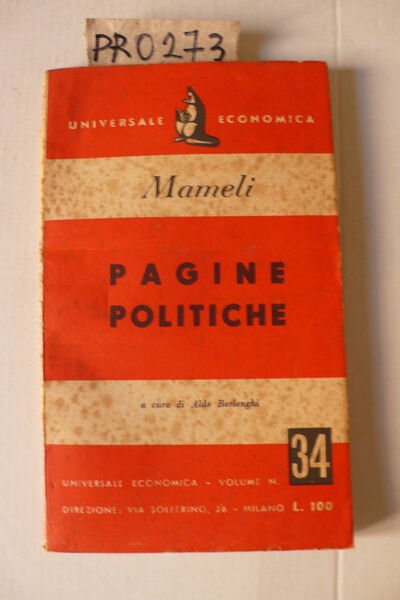 PR0273
UNIVERSALE ECONOMICA
Mameli
PAGINE
POLITICHE
a cura di Aldo Borlenghi
34
UNIVERSALE ECONOMICA - VOLUME N.
DIREZIONE: VIA SOLFERINO, 26 - MILANO L. 100